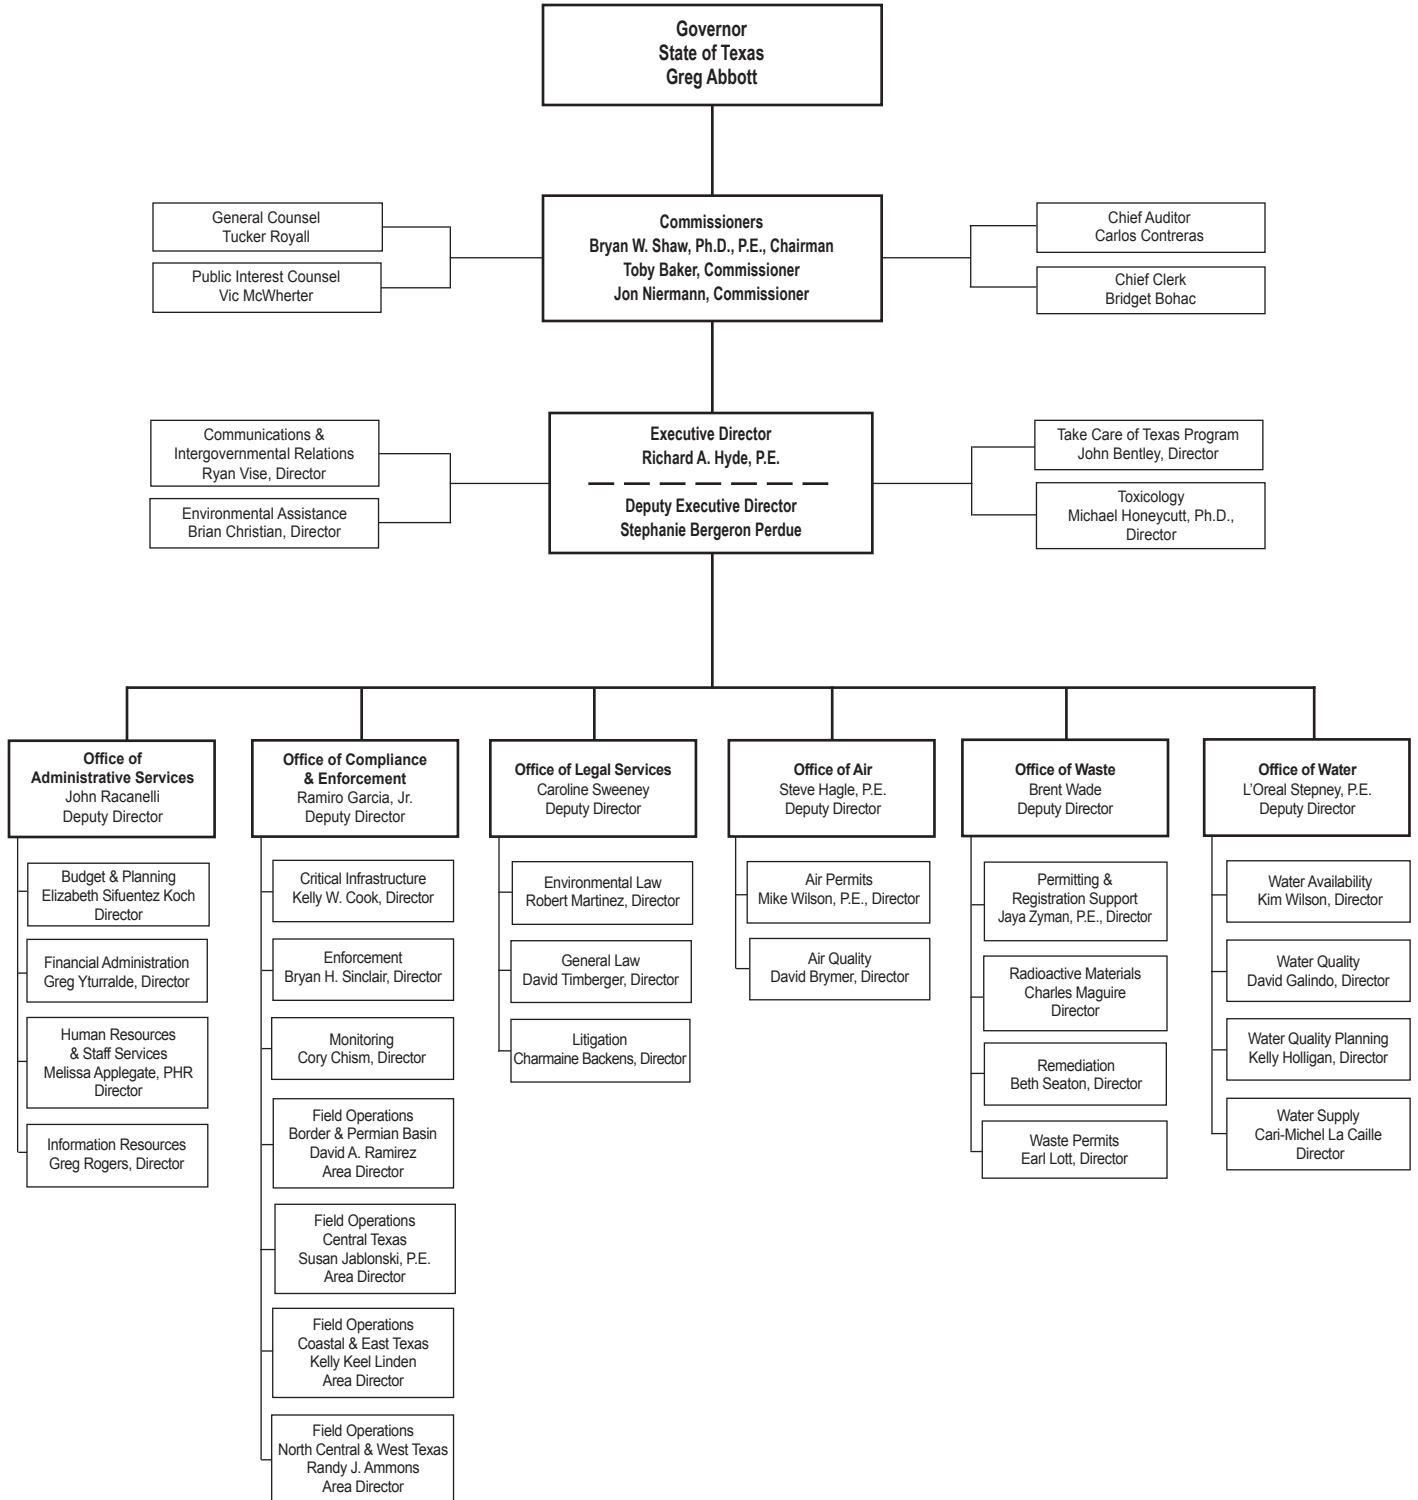 Governor
State of Texas
Greg Abbott
General Counsel
Tucker Royall
Public Interest Counsel
Vic McWherter
Commissioners
Bryan W. Shaw, Ph.D., P.E., Chairman
Toby Baker, Commissioner
Jon Niermann, Commissioner
Chief Auditor
Carlos Contreras
Chief Clerk
Bridget Bohac
Communications &
Intergovernmental Relations
Ryan Vise, Director
Environmental Assistance
Brian Christian, Director
Executive Director
Richard A. Hyde, P.E.
Deputy Executive Director
Stephanie Bergeron Perdue
Take Care of Texas Program
John Bentley, Director
Toxicology
Michael Honeycutt, Ph.D.,
Director
Office of
Administrative Services
John Racanelli
Deputy Director
Budget & Planning
Elizabeth Sifuentez Koch
Director
Financial Administration
Greg Yturralde, Director
Human Resources
& Staff Services
Melissa Applegate, PHR
Director
Information Resources
Greg Rogers, Director
Office of Compliance
& Enforcement
Ramiro Garcia, Jr.
Deputy Director
Critical Infrastructure
Kelly W. Cook, Director
Enforcement
Bryan H. Sinclair, Director
Monitoring
Cory Chism, Director
Field Operations
Border & Permian Basin
David A. Ramirez
Area Director
Field Operations
Central Texas
Susan Jablonski, P.E.
Area Director
Field Operations
Coastal & East Texas
Kelly Keel Linden
Area Director
Field Operations
North Central & West Texas
Randy J. Ammons
Area Director
Office of Legal Services
Caroline Sweeney
Deputy Director
Environmental Law
Robert Martinez, Director
General Law
David Timberger, Director
Litigation
Charmaine Backens, Director
Office of Air
Steve Hagle, P.E.
Deputy Director
Air Permits
Mike Wilson, P.E., Director
Air Quality
David Brymer, Director
Office of Waste
Brent Wade
Deputy Director
Permitting &
Registration Support
Jaya Zyman, P.E., Director
Radioactive Materials
Charles Maguire
Director
Remediation
Beth Seaton, Director
Waste Permits
Earl Lott, Director
Office of Water
L'Oreal Stepney, P.E.
Deputy Director
Water Availability
Kim Wilson, Director
Water Quality
David Galindo, Director
Water Quality Planning
Kelly Holligan, Director
Water Supply
Cari-Michel La Caille
Director